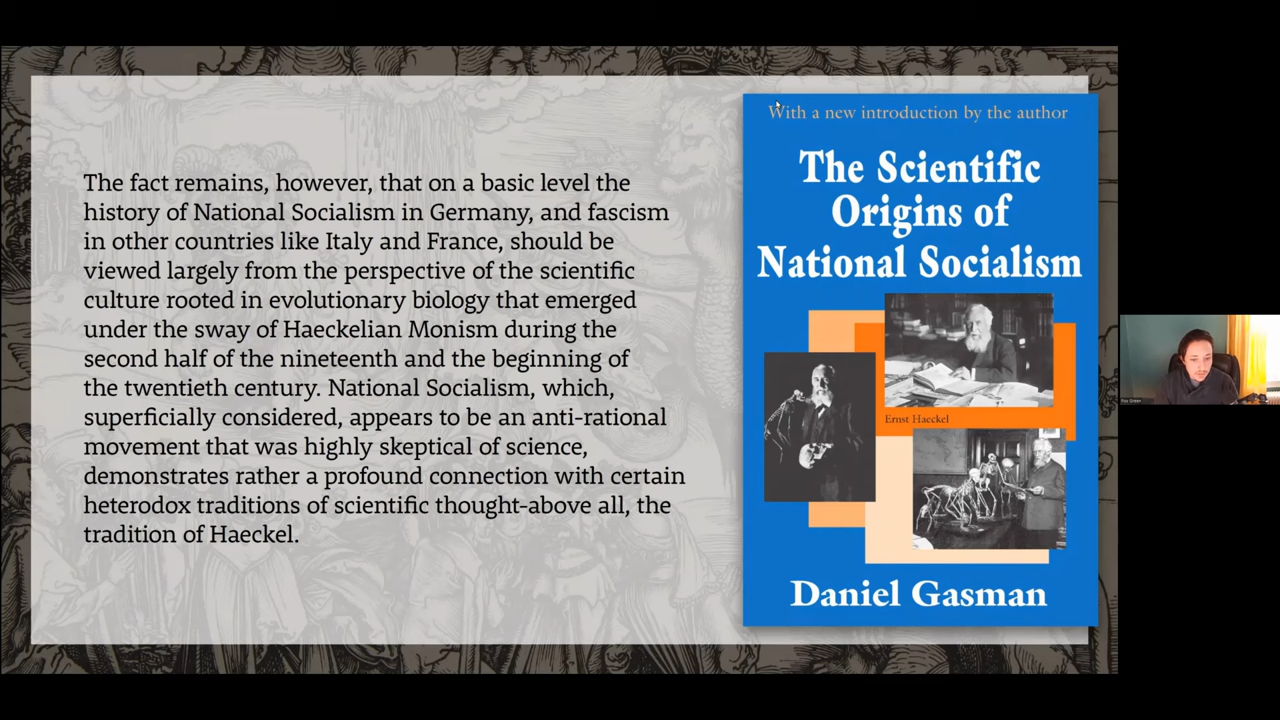 The fact remains, however, that on a basic level the
history of National Socialism in Germany, and fascism
in other countries like Italy and France, should be
viewed largely from the perspective of the scientific
culture rooted in evolutionary biology that emerged
under the sway of Haeckelian Monism during the
second half of the nineteenth and the beginning of
the twentieth century. National Socialism, which,
superficially considered, appears to be an anti-rational
movement that was highly skeptical of science,
demonstrates rather a profound connection with certain
heterodox traditions of scientific thought-above all, the
tradition of Haeckel.
With a new introduction by the author
The Scientific
Origins of
National Socialism
Ernst Haeckel
Daniel Gasman